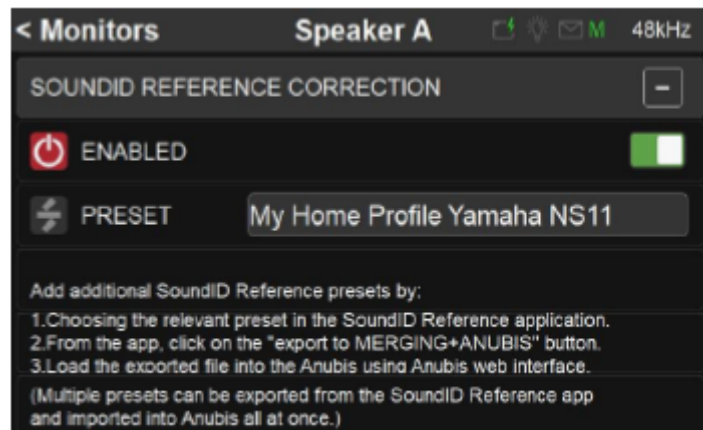 < Monitors Speaker A M 48kHz
SOUNDID REFERENCE CORRECTION
ENABLED
PRESET My Home Profile Yamaha NS11
Add additional SoundID Reference presets by:
1.Choosing the relevant preset in the SoundID Reference application.
2.From the app, click on the "export to MERGING+ANUBIS" button.
3.Load the exported file into the Anubis using Anubis web interface.
(Multiple presets can be exported from the SoundID Reference app
and imported into Anubis all at once.)